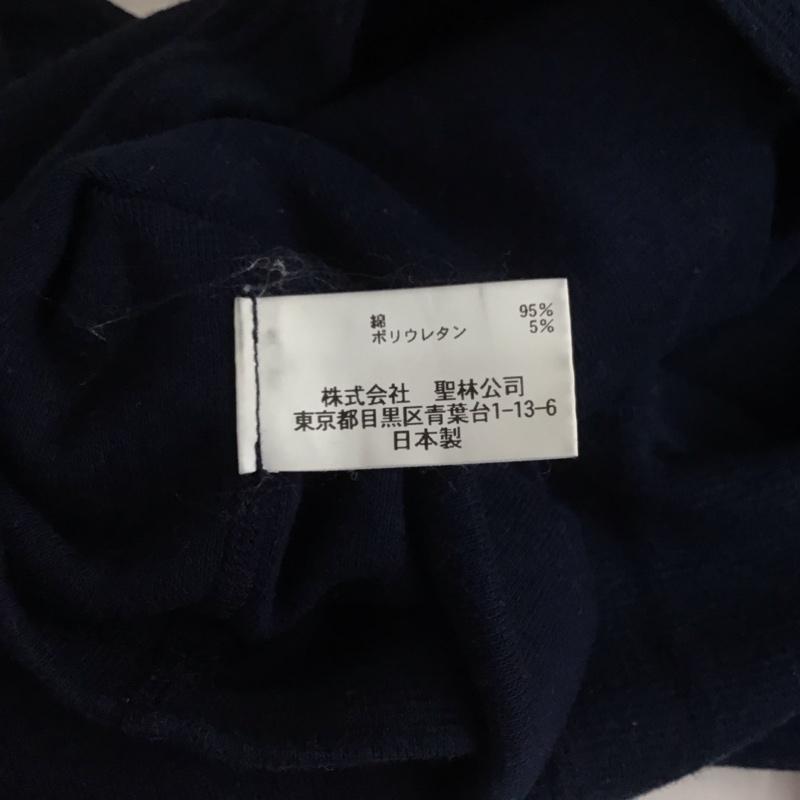 綿 95%
ポリウレタン 5%
株式会社 聖林公司
東京都目黒区青葉台1-13-6
日本製